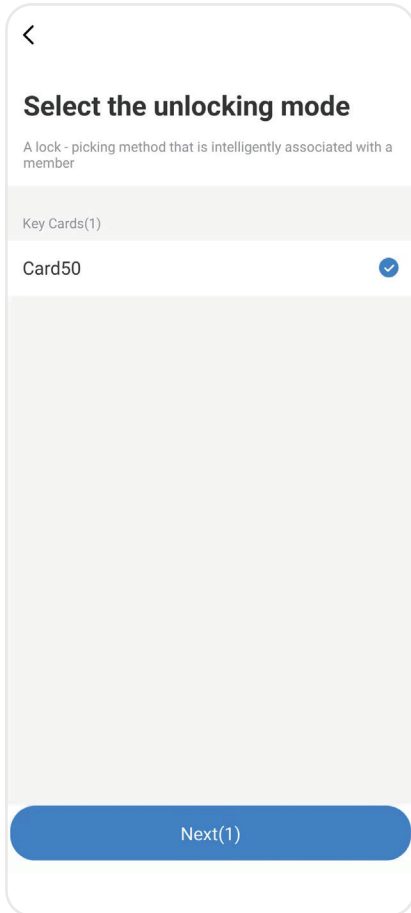 Select the unlocking mode
A lock - picking method that is intelligently associated with a
member
Key Cards(1)
Card50
Next(1)